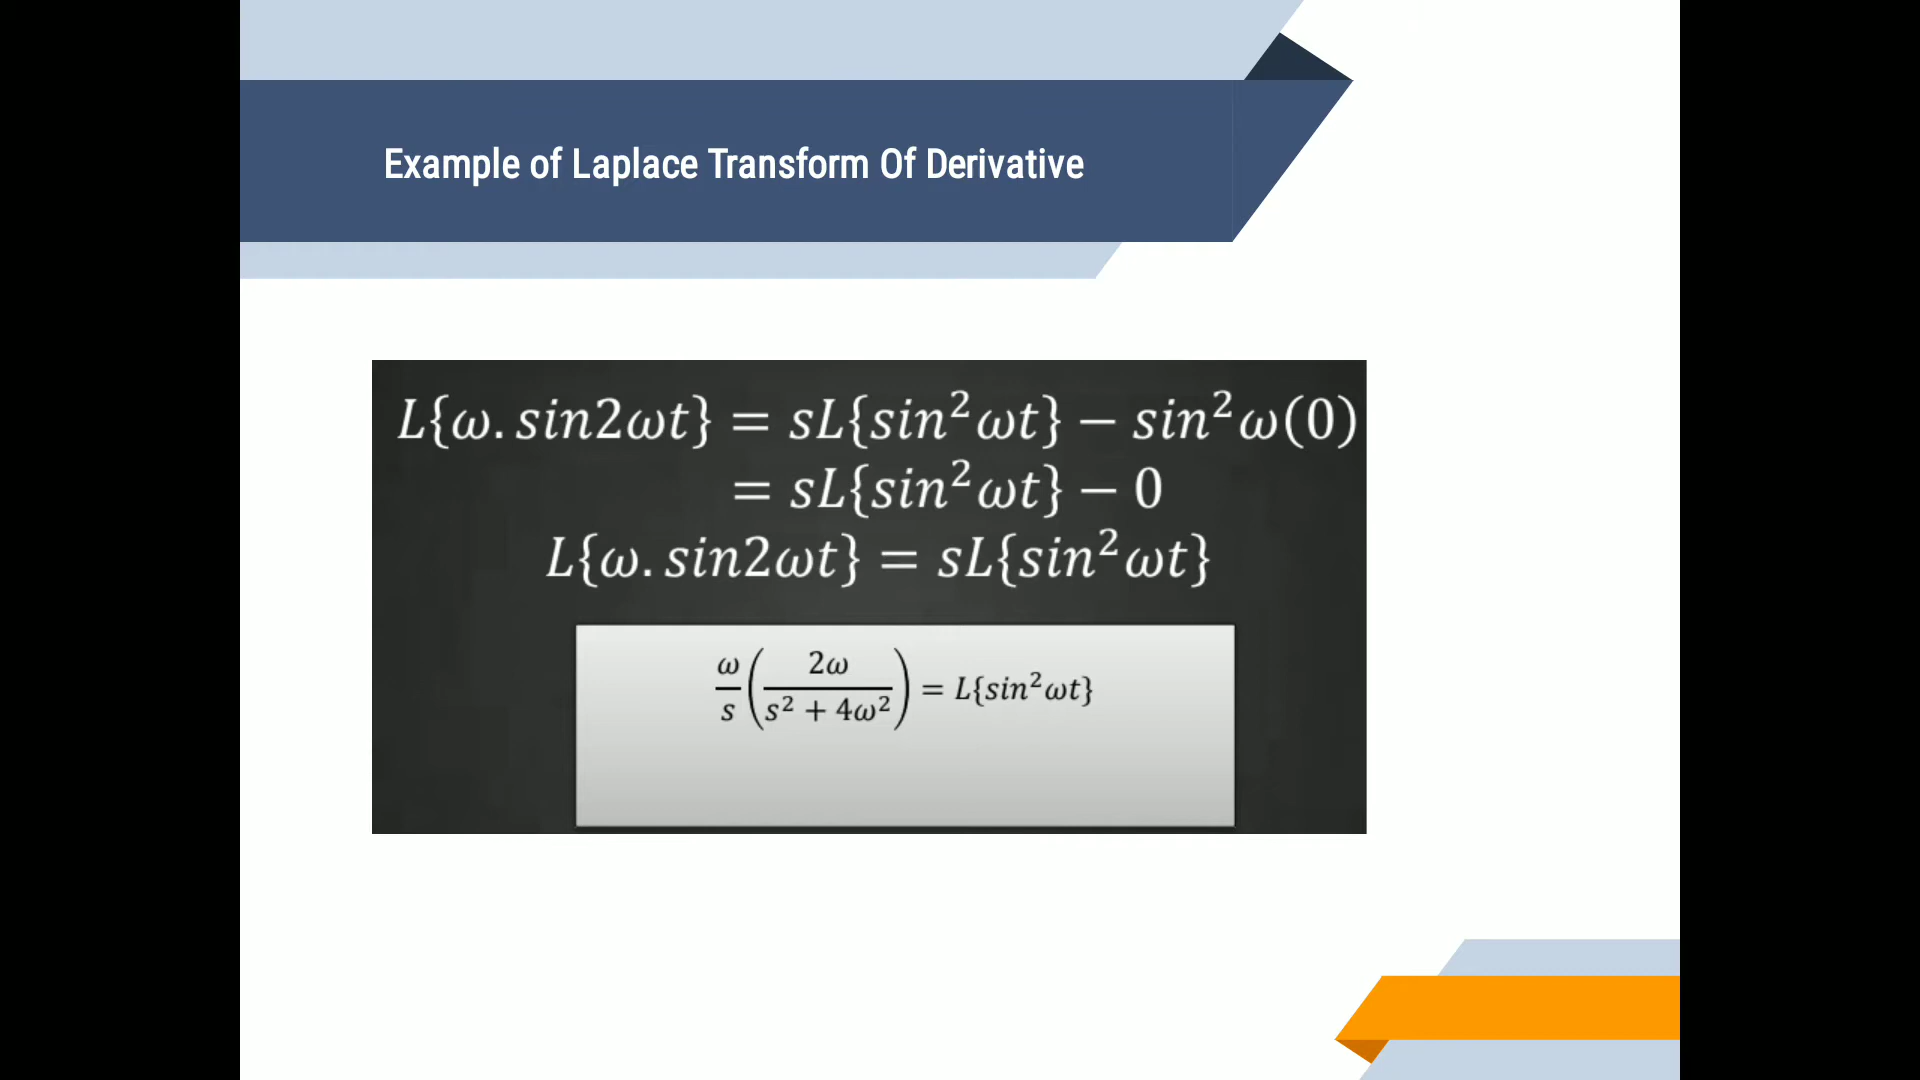 Example of Laplace Transform Of Derivative
L{ω. sin2ωt} = sL{sin²ωt} − sin²ω(0)
= sL{sin²ωt} − 0
L{ω. sin2ωt} = sL{sin²ωt}
ω/s (2ω/(s² + 4ω²)) = L{sin²ωt}